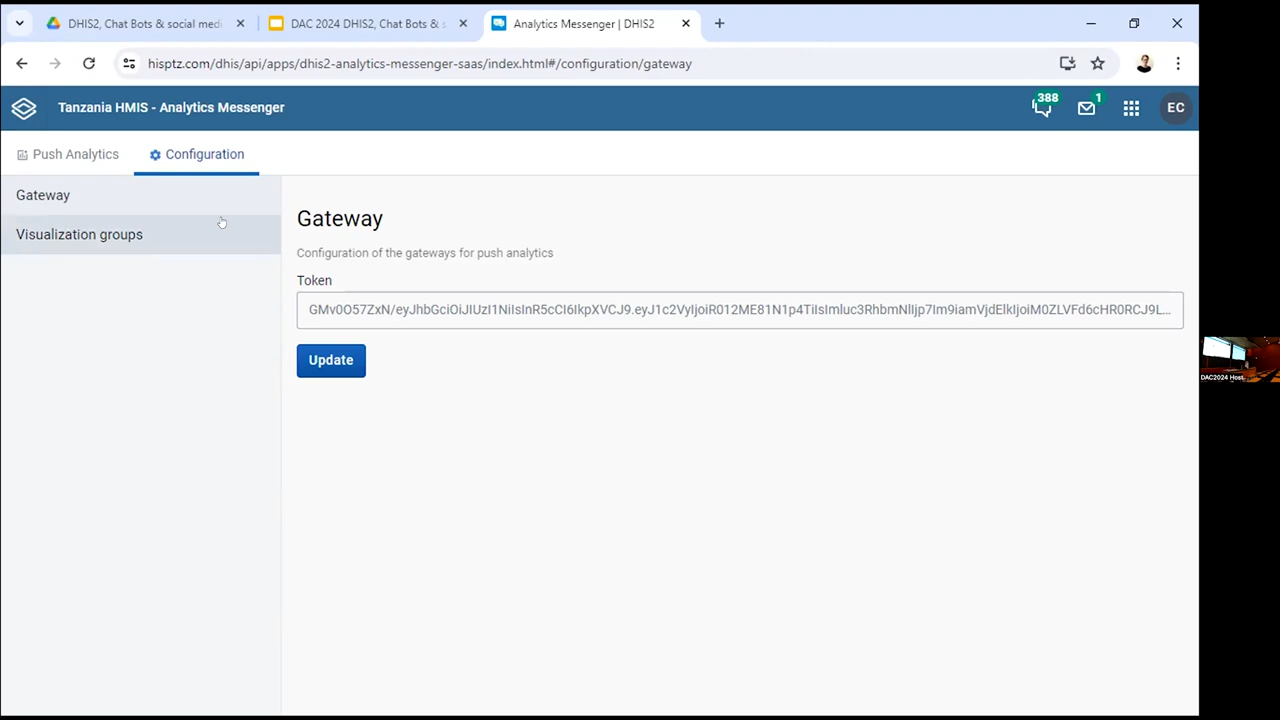 DHIS2, Chat Bots & social medi
DAC 2024 DHIS2, Chat Bots & s
Analytics Messenger | DHIS2
hisptz.com/dhis/api/apps/dhis2-analytics-messenger-saas/index.html#/configuration/gateway
Tanzania HMIS - Analytics Messenger
388
1
EC
Push Analytics
Configuration
Gateway
Visualization groups
Gateway
Configuration of the gateways for push analytics
Token
GMv0O57ZxN/eyJhbGciOiJIUzI1NiIsInR5cCI6IkpXVCJ9.eyJ1c2VyIjoiR012ME81N1p4TiIsImluc3RhbmNlIjp7Im9iamVjdElkIjoiM0ZLVFd6cHR0RCJ9L...
Update
DAC2024 Host